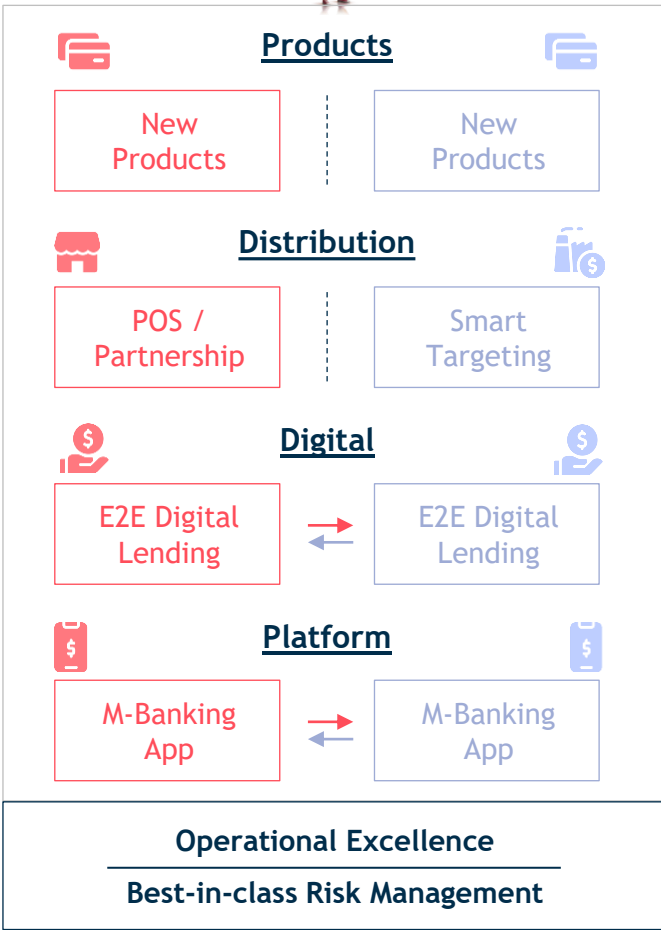 Products
New
Products
New
Products
Distribution
POS /
Partnership
Smart
Targeting
Digital
E2E Digital
Lending
E2E Digital
Lending
Platform
M-Banking
App
M-Banking
App
Operational Excellence
Best-in-class Risk Management